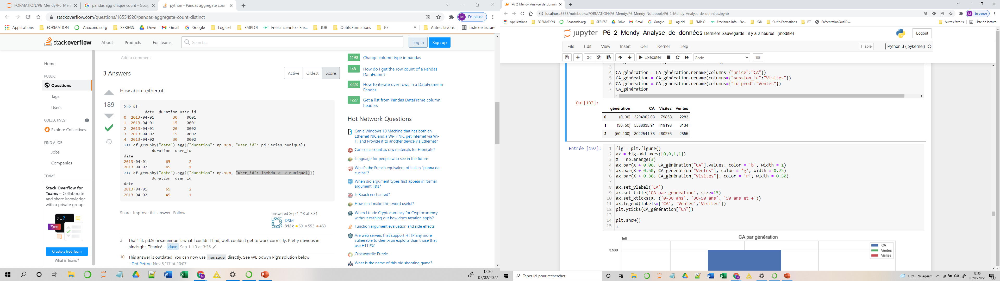 FORMATION/P6_Mendy/P6_Men
pandas agg unique count - Goog
python - Pandas aggregate coun
stackoverflow.com/questions/18554920/pandas-aggregate-count-distinct
M En pause
Applications FORMATION Anaconda.org SERIESS Drive Gmail Google Logiciel EMPLOI Freelance-info - Fre... JOB Outils Formations P7 » Autres favoris Liste de lecture
stackoverflow About Products For Teams Search... Log in Sign up
Home
PUBLIC
Questions
Tags
Users
COLLECTIVES
Explore Collectives
FIND A JOB
Jobs
Companies
TEAMS
Stack Overflow for
Teams – Collaborate
and share knowledge
with a private group.
>_?
Free
Create a free Team
What is Teams?
Add a comment
3 Answers
Active Oldest Score
189
How about either of:
>>> df
date duration user_id
0 2013-04-01 30 0001
1 2013-04-01 15 0001
2 2013-04-01 20 0002
3 2013-04-02 15 0002
4 2013-04-02 30 0002
>>> df.groupby("date").agg({"duration": np.sum, "user_id": pd.Series.nunique})
duration user_id
date
2013-04-01 65 2
2013-04-02 45 1
>>> df.groupby("date").agg({"duration": np.sum, "user_id": lambda x: x.nunique()})
duration user_id
date
2013-04-01 65 2
2013-04-02 45 1
Share Improve this answer Follow
answered Sep 1 '13 at 3:31
DSM
312k 60 552 463
2 That's it. pd.Series.nunique is what I couldn't find, well, couldn't get to work correctly. Pretty obvious in
hindsight. Thanks! – dave Sep 1 '13 at 3:36
10 This answer is outdated. You can now use nunique directly. See @Blodwyn Pig's solution below
– Ted Petrou Nov 5 '17 at 20:07
1190 Change column type in pandas
1481 How do I get the row count of a Pandas
DataFrame?
3223 How to iterate over rows in a DataFrame in
Pandas
1227 Get a list from Pandas DataFrame column
headers
Hot Network Questions
Can a Windows 10 Machine that has both an
Ethernet NIC and a Wi-Fi NIC get Internet via Wi-
Fi, and Provide it to another device via Ethernet?
Can coins count as raw materials for Fabricate?
Language for people who see in the future
What's the French equivalent of Italian "panna da
cucina"?
When did argument types first appear in formal
argument lists?
Is Roach enchanted?
How can I make this sword useful?
When I trade Cryptocurrency for Cryptocurrency
without cashing out how does taxation apply?
Function argument evaluation and side effects
Are web servers that support HTTP any more
vulnerable to client-run exploits than those that
use HTTPS?
Crosswordle Puzzle
What is the name of this old shooting game?
12:30
07/02/2022
P6_2_Mendy_Analyse_de_donnée
localhost:8888/notebooks/FORMATION/P6_Mendy/P6_Mendy_Notebook/P6_2_Mendy_Analyse_de_données.ipynb
M En pause
Applications FORMATION Anaconda.org SERIESS Drive Gmail Google Logiciel EMPLOI Freelance-info - Fre... JOB Outils Formations P7 PrésentationOutilDi... Autres favoris Liste de lecture
jupyter P6_2_Mendy_Analyse_de_données Dernière Sauvegarde : il y a 2 heures (modifié) Logout
File Edit View Insert Cell Kernel Help Fiable Python 3 (ipykernel)
Exécuter Code
3
4 CA_génération = CA_génération.rename(columns={"price":"CA"})
5 CA_génération = CA_génération.rename(columns={"session_id":"Visites"})
6 CA_génération = CA_génération.rename(columns={"id_prod":"Ventes"})
7 CA_génération
Out[193]:
génération CA Visites Ventes
0 (0, 30] 3294902.03 79858 2283
1 (30, 50] 5538635.91 419198 3134
2 (50, 100] 3022541.78 180276 2855
Entrée [197]:
1 fig = plt.figure()
2 ax = fig.add_axes([0,0,1,1])
3 X = np.arange(3)
4 ax.bar(X + 0.00, CA_génération["CA"].values, color = 'b', width = 1)
5 ax.bar(X + 0.50, CA_génération["Ventes"], color = 'g', width = 0.75)
6 ax.bar(X + 0.30, CA_génération["Visites"], color = 'r', width = 0.30)
7
8 ax.set_ylabel('CA')
9 ax.set_title('CA par génération', size=15)
10 ax.set_xticks(X, ('0-30 ans', '30-50 ans', '50 ans et +'))
11 ax.legend(labels=['CA', 'Ventes','Visites'])
12 plt.yticks(CA_génération["CA"])
13
14 plt.show()
15 ;
CA par génération
1e6
5.539
CA
Ventes
Visites
Taper ici pour rechercher
10°C Nuageux
12:30
07/02/2022